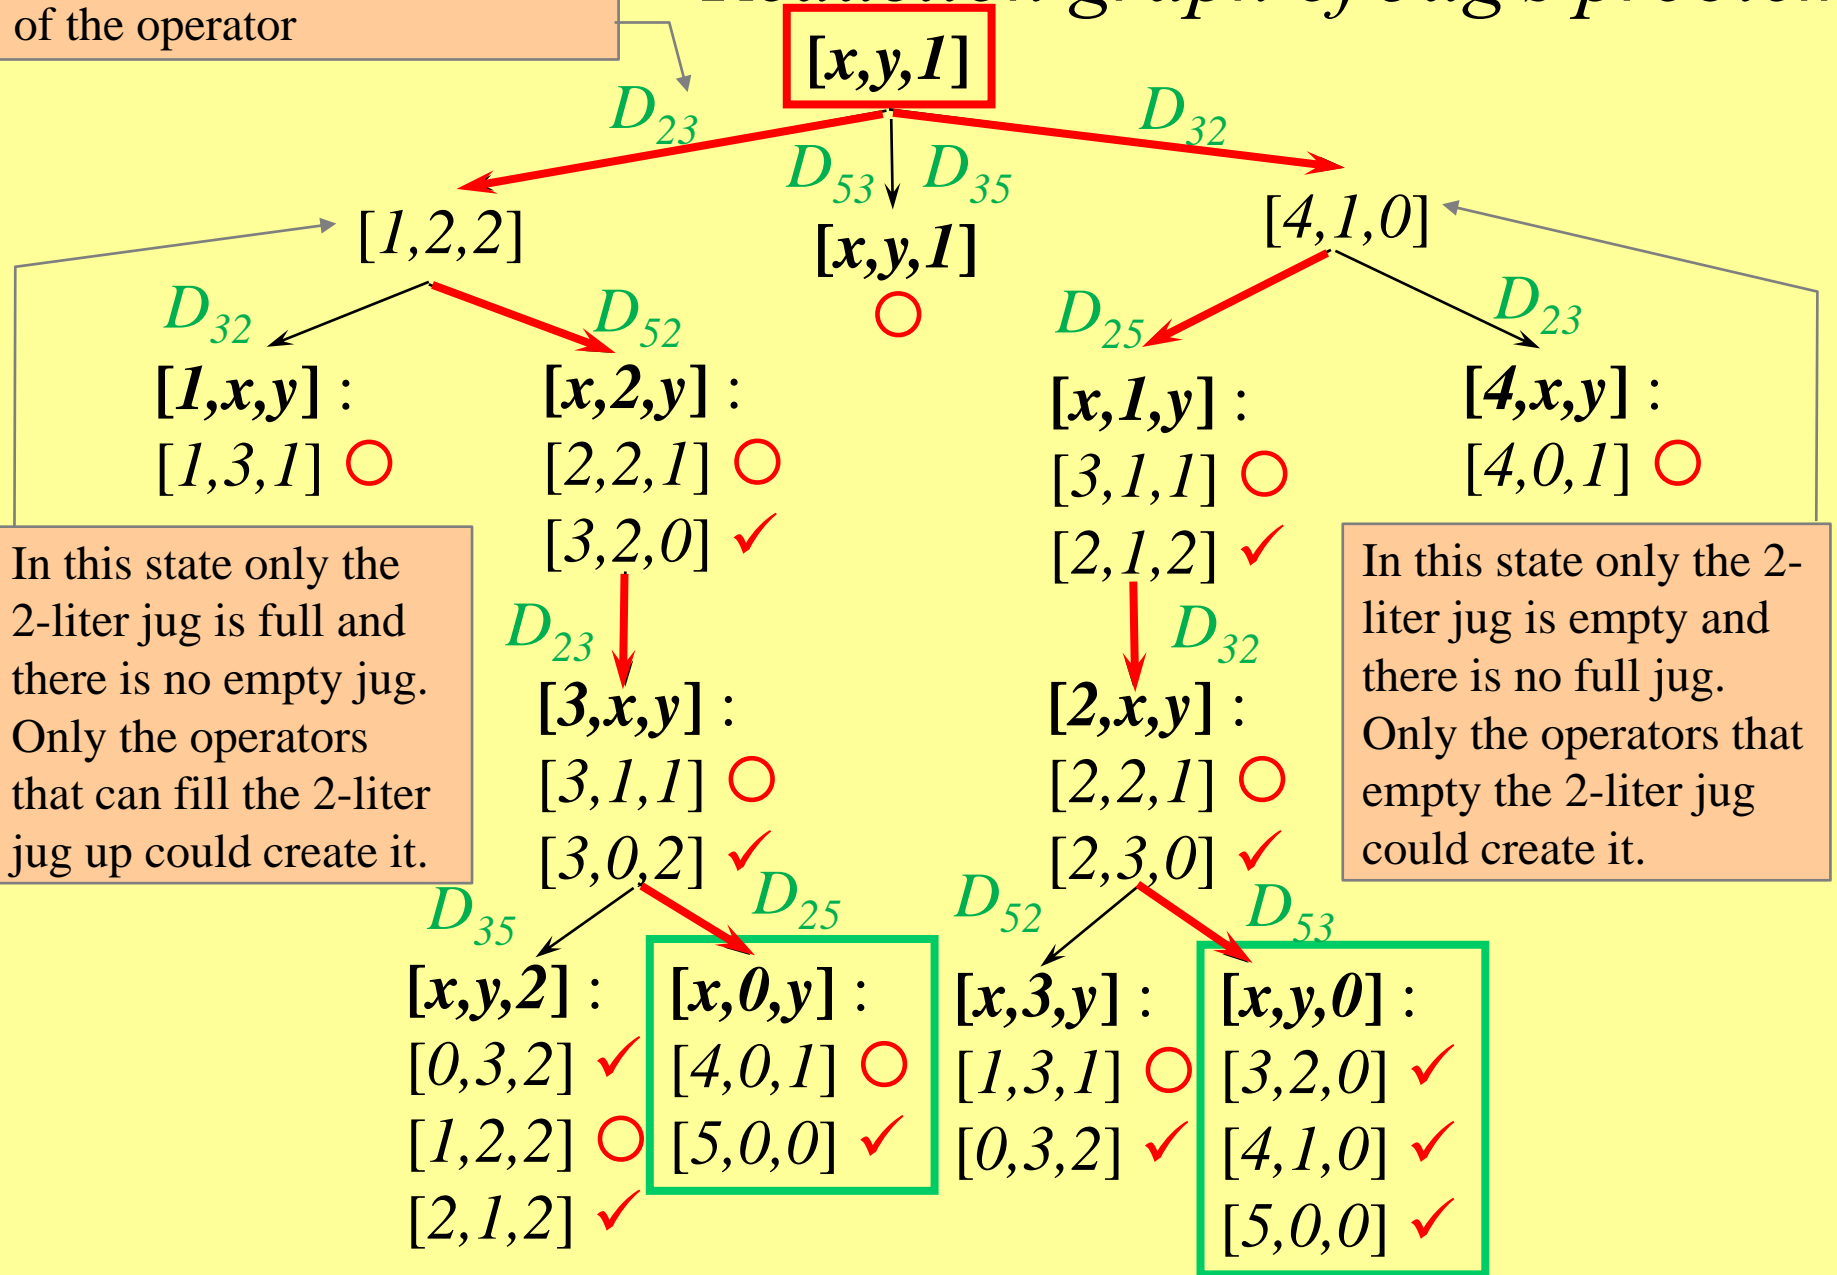 of the operator
Reduction graph of Jug's problem
[x,y,1]
D23
D32
D53
D35
[1,2,2]
[x,y,1]
[4,1,0]
D32
D52
D25
D23
[1,x,y] :
[1,3,1]
[x,2,y] :
[2,2,1]
[3,2,0] ✓
[x,1,y] :
[3,1,1]
[2,1,2] ✓
[4,x,y] :
[4,0,1]
In this state only the
2-liter jug is full and
there is no empty jug.
Only the operators
that can fill the 2-liter
jug up could create it.
In this state only the 2-
liter jug is empty and
there is no full jug.
Only the operators that
empty the 2-liter jug
could create it.
D23
D32
[3,x,y] :
[3,1,1]
[3,0,2] ✓
[2,x,y] :
[2,2,1]
[2,3,0] ✓
D35
D25
D52
D53
[x,y,2] :
[0,3,2] ✓
[1,2,2]
[2,1,2] ✓
[x,0,y] :
[4,0,1]
[5,0,0] ✓
[x,3,y] :
[1,3,1]
[0,3,2] ✓
[x,y,0] :
[3,2,0] ✓
[4,1,0] ✓
[5,0,0] ✓